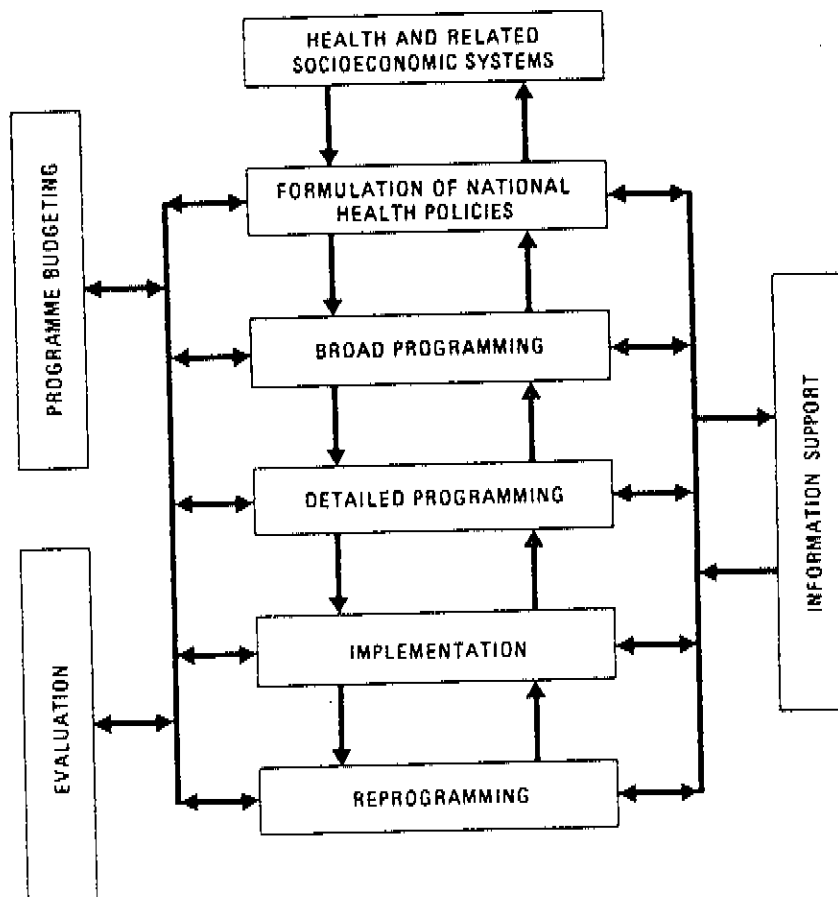 HEALTH AND RELATED
SOCIOECONOMIC SYSTEMS
FORMULATION OF NATIONAL
HEALTH POLICIES
PROGRAMME BUDGETING
BROAD PROGRAMMING
DETAILED PROGRAMMING
INFORMATION SUPPORT
IMPLEMENTATION
EVALUATION
REPROGRAMMING